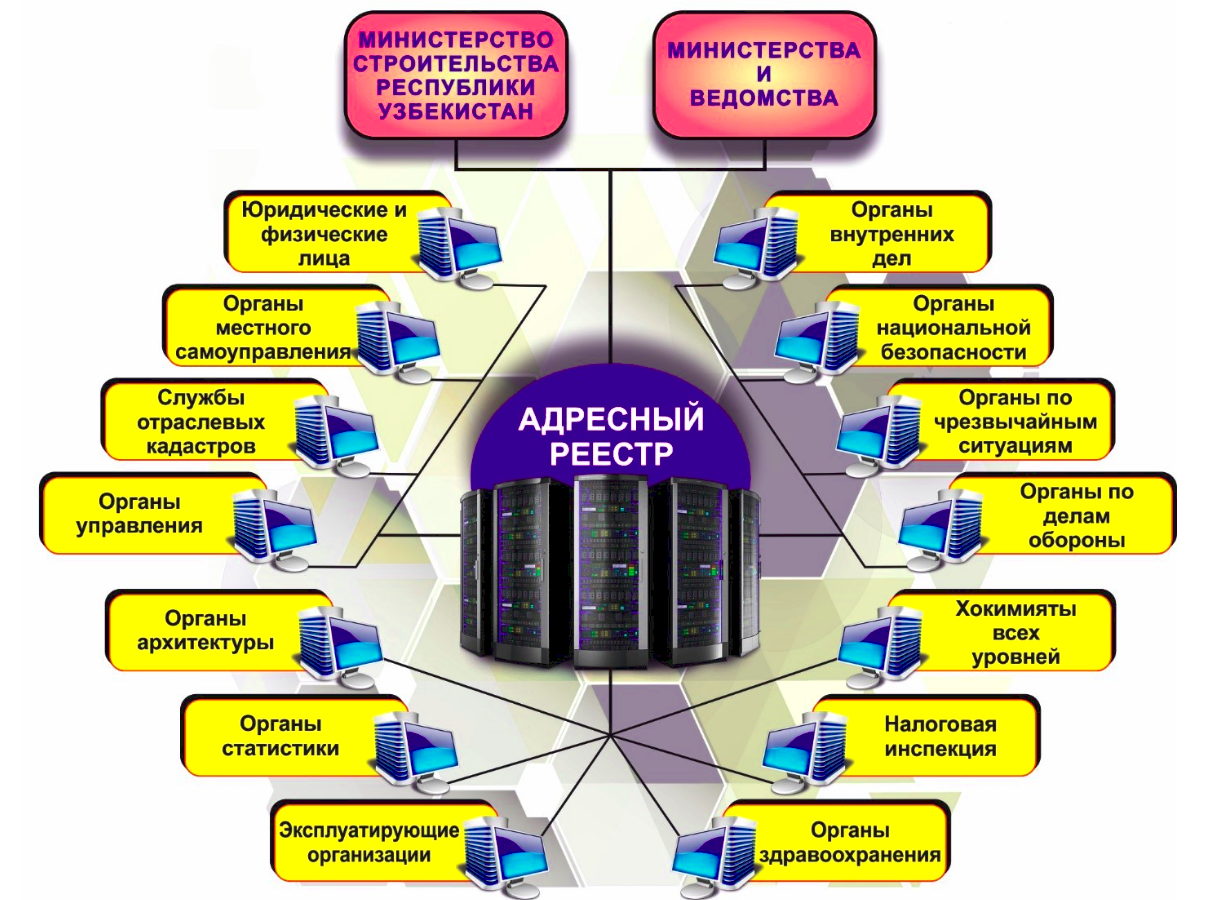 МИНИСТЕРСТВО
СТРОИТЕЛЬСТВА
РЕСПУБЛИКИ
УЗБЕКИСТАН
МИНИСТЕРСТВА
И
ВЕДОМСТВА
Юридические и
физические
лица
Органы
внутренних
дел
Органы
местного
самоуправления
Органы
национальной
безопасности
Службы
отраслевых
кадастров
Органы по
чрезвычайным
ситуациям
АДРЕСНЫЙ
РЕЕСТР
Органы
управления
Органы по
делам
обороны
Органы
архитектуры
Хокимияты
всех
уровней
Органы
статистики
Налоговая
инспекция
Эксплуатирующие
организации
Органы
здравоохранения